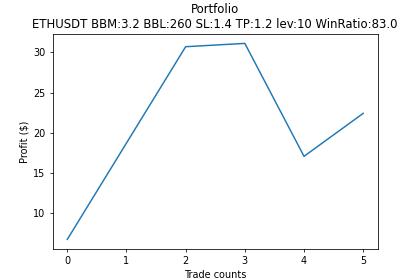 Portfolio
ETHUSDT BBM:3.2 BBL:260 SL:1.4 TP:1.2 lev:10 WinRatio:83.0
30
25
20
15
10
Profit ($)
0 1 2 3 4 5
Trade counts